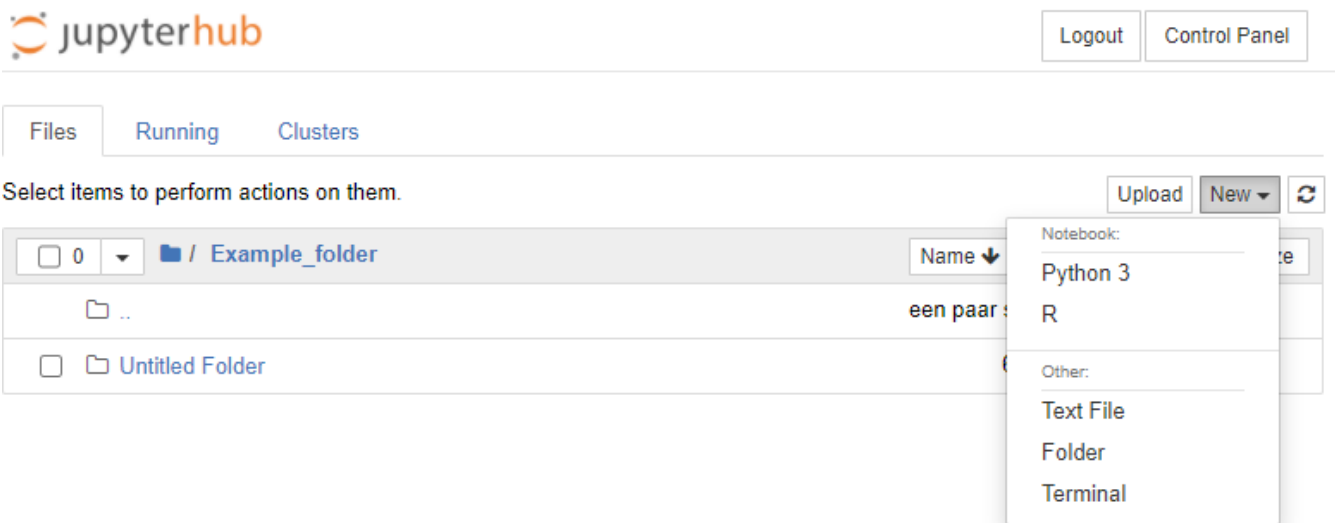 jupyterhub
Logout Control Panel
Files Running Clusters
Select items to perform actions on them.
Upload New
0 / Example_folder Name
Notebook:
Python 3
..
een paar
R
Untitled Folder
Other:
Text File
Folder
Terminal